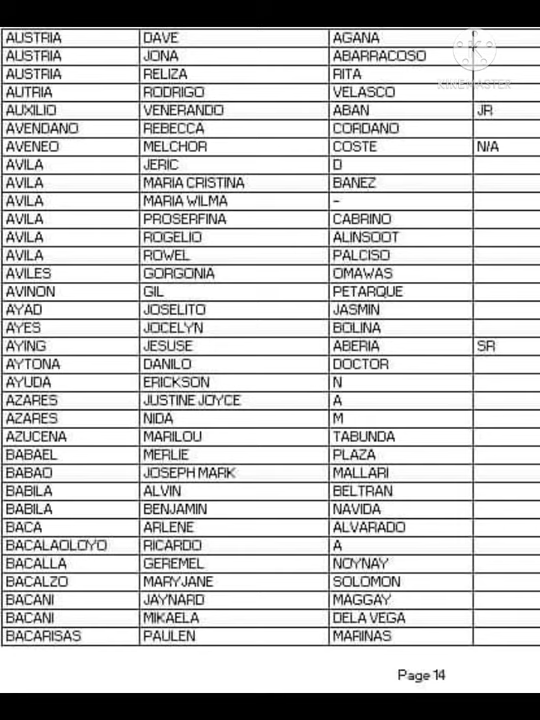 AUSTRIA DAVE AGANA
AUSTRIA JONA ABARRACOSO
AUSTRIA RELIZA RITA
AUTRIA RODRIGO VELASCO
AUXILIO VENERANDO ABAN JR
AVENDANO REBECCA CORDANO
AVENEO MELCHOR COSTE N/A
AVILA JERIC D
AVILA MARIA CRISTINA BANEZ
AVILA MARIA WILMA -
AVILA PROSERFINA CABRINO
AVILA ROGELIO ALINSOOT
AVILA ROWEL PALCISO
AVILES GORGONIA OMAWAS
AVINON GIL PETARQUE
AYAD JOSELITO JASMIN
AYES JOCELYN BOLINA
AYING JESUSE ABERIA SR
AYTONA DANILO DOCTOR
AYUDA ERICKSON N
AZARES JUSTINE JOYCE A
AZARES NIDA M
AZUCENA MARILOU TABUNDA
BABAEL MERLIE PLAZA
BABAO JOSEPH MARK MALLARI
BABILA ALVIN BELTRAN
BABILA BENJAMIN NAVIDA
BACA ARLENE ALVARADO
BACALAOLOYO RICARDO A
BACALLA GEREMEL NOYNAY
BACALZO MARYJANE SOLOMON
BACANI JAYNARD MAGGAY
BACANI MIKAELA DELA VEGA
BACARISAS PAULEN MARINAS
Page 14
KINEMASTER